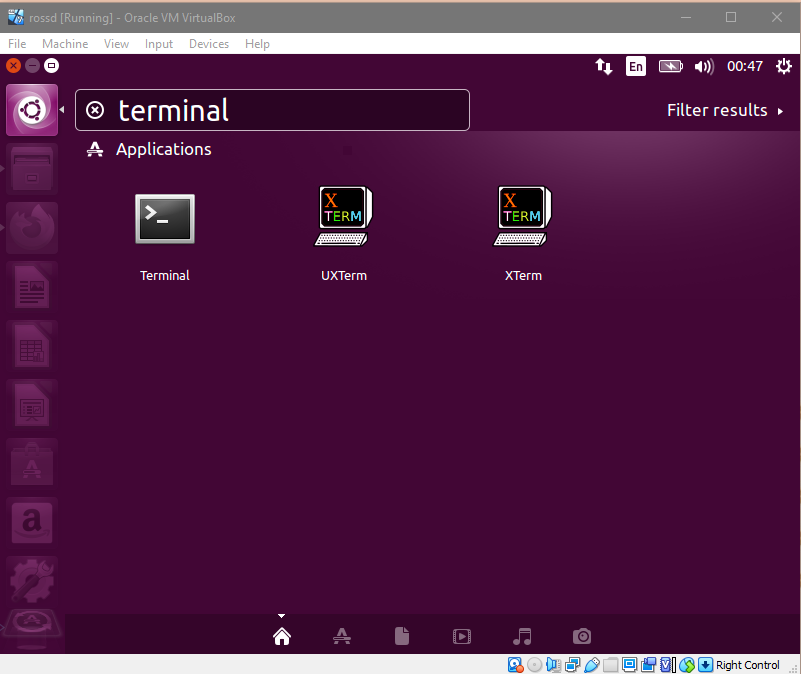 rossd [Running] - Oracle VM VirtualBox
File Machine View Input Devices Help
En 00:47
terminal
Filter results
Applications
X TERM X TERM
Terminal UXTerm XTerm
a
Right Control